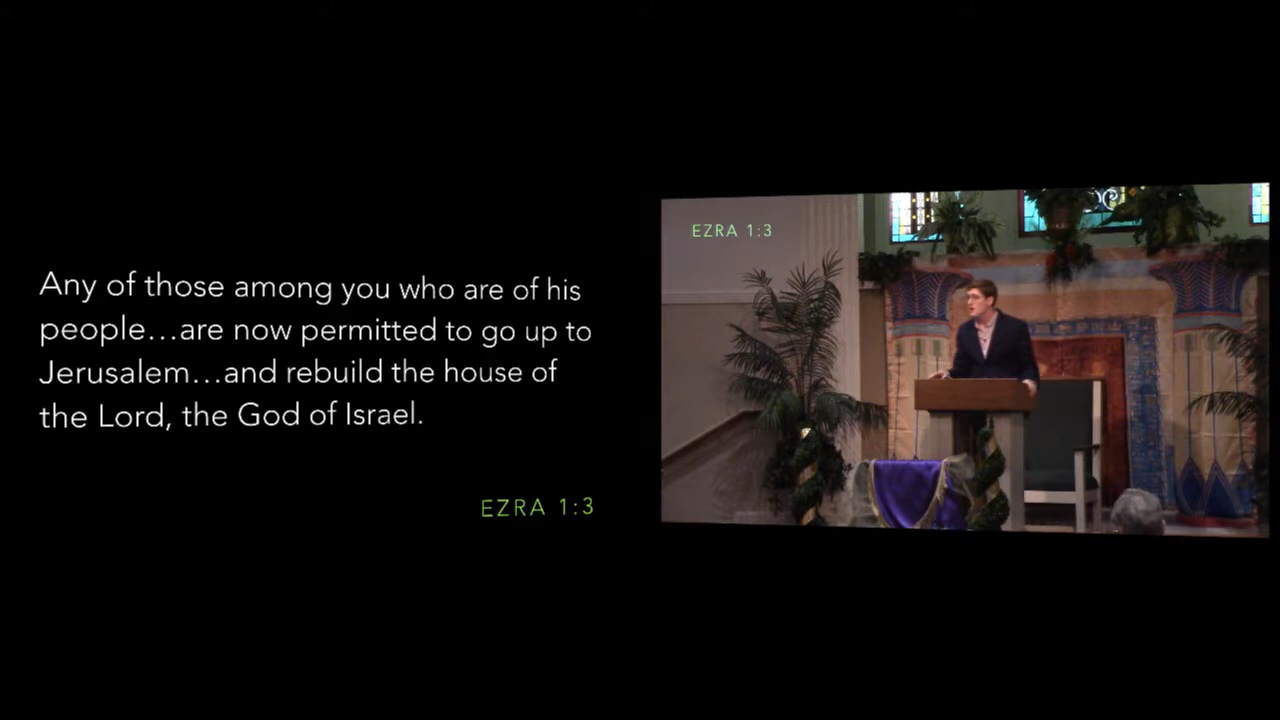 Any of those among you who are of his
people...are now permitted to go up to
Jerusalem...and rebuild the house of
the Lord, the God of Israel.
EZRA 1:3
EZRA 1:3